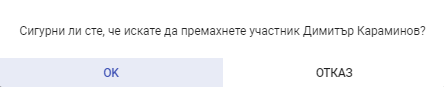 Сигурни ли сте, че искате да премахнете участник Димитър Караминов?
OK
ОТКАЗ